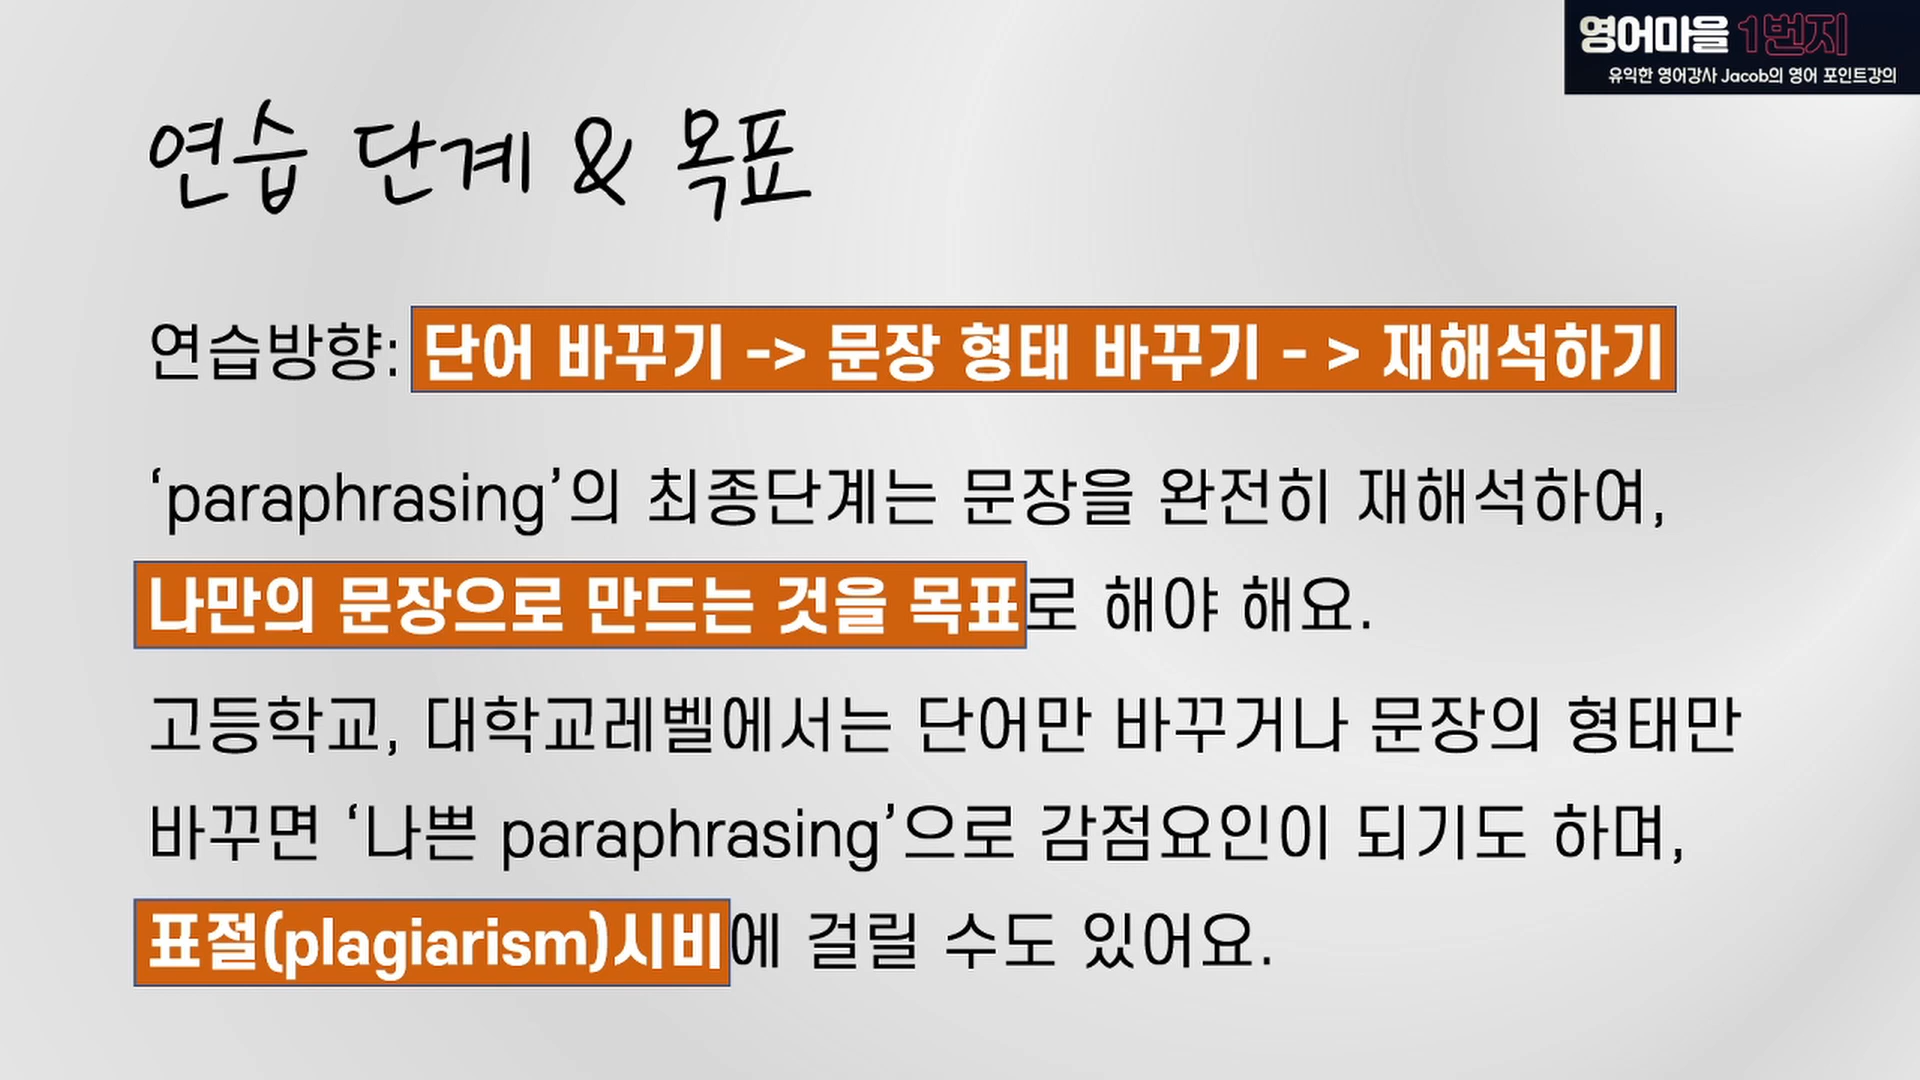 영어마을 1번지
유익한 영어강사 Jacob의 영어 포인트강의
연습 단계 & 목표
연습방향: 단어 바꾸기 -> 문장 형태 바꾸기 - > 재해석하기
‘paraphrasing’의 최종단계는 문장을 완전히 재해석하여,
나만의 문장으로 만드는 것을 목표로 해야 해요.
고등학교, 대학교레벨에서는 단어만 바꾸거나 문장의 형태만
바꾸면 ‘나쁜 paraphrasing’으로 감점요인이 되기도 하며,
표절(plagiarism)시비에 걸릴 수도 있어요.